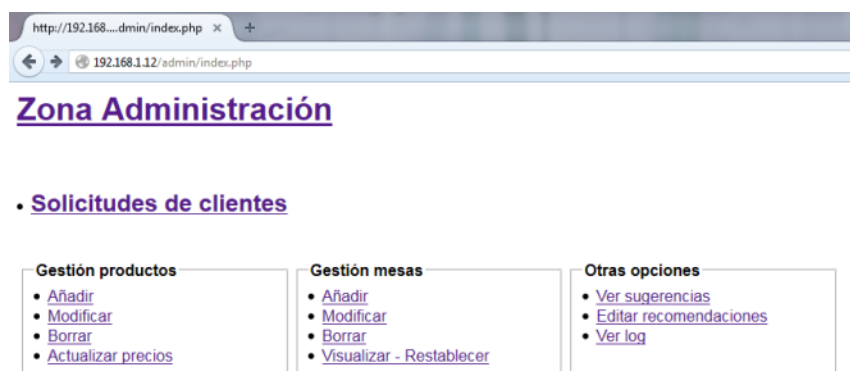 http://192.168....dmin/index.php × +
192.168.1.12/admin/index.php
Zona Administración
• Solicitudes de clientes
Gestión productos
• Añadir
• Modificar
• Borrar
• Actualizar precios
Gestión mesas
• Añadir
• Modificar
• Borrar
• Visualizar - Restablecer
Otras opciones
• Ver sugerencias
• Editar recomendaciones
• Ver log